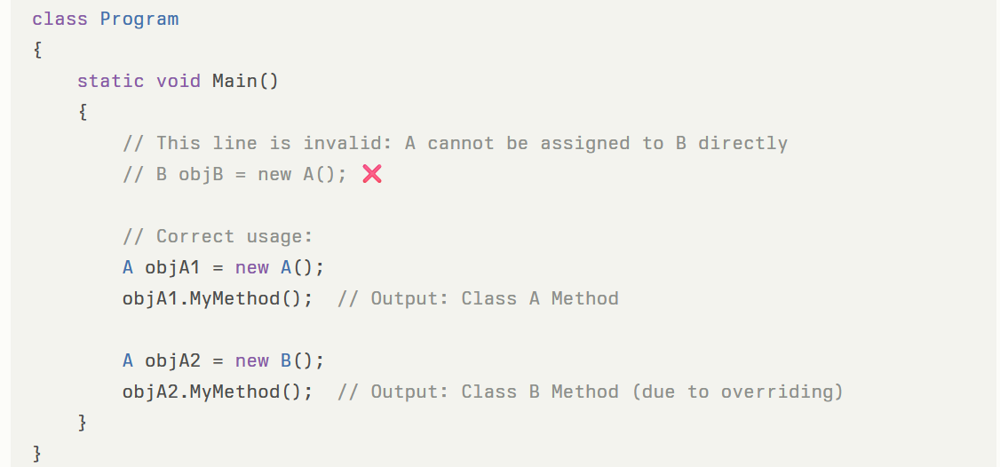 class Program
{
    static void Main()
    {
        // This line is invalid: A cannot be assigned to B directly
        // B objB = new A(); ❌

        // Correct usage:
        A objA1 = new A();
        objA1.MyMethod();  // Output: Class A Method

        A objA2 = new B();
        objA2.MyMethod();  // Output: Class B Method (due to overriding)
    }
}